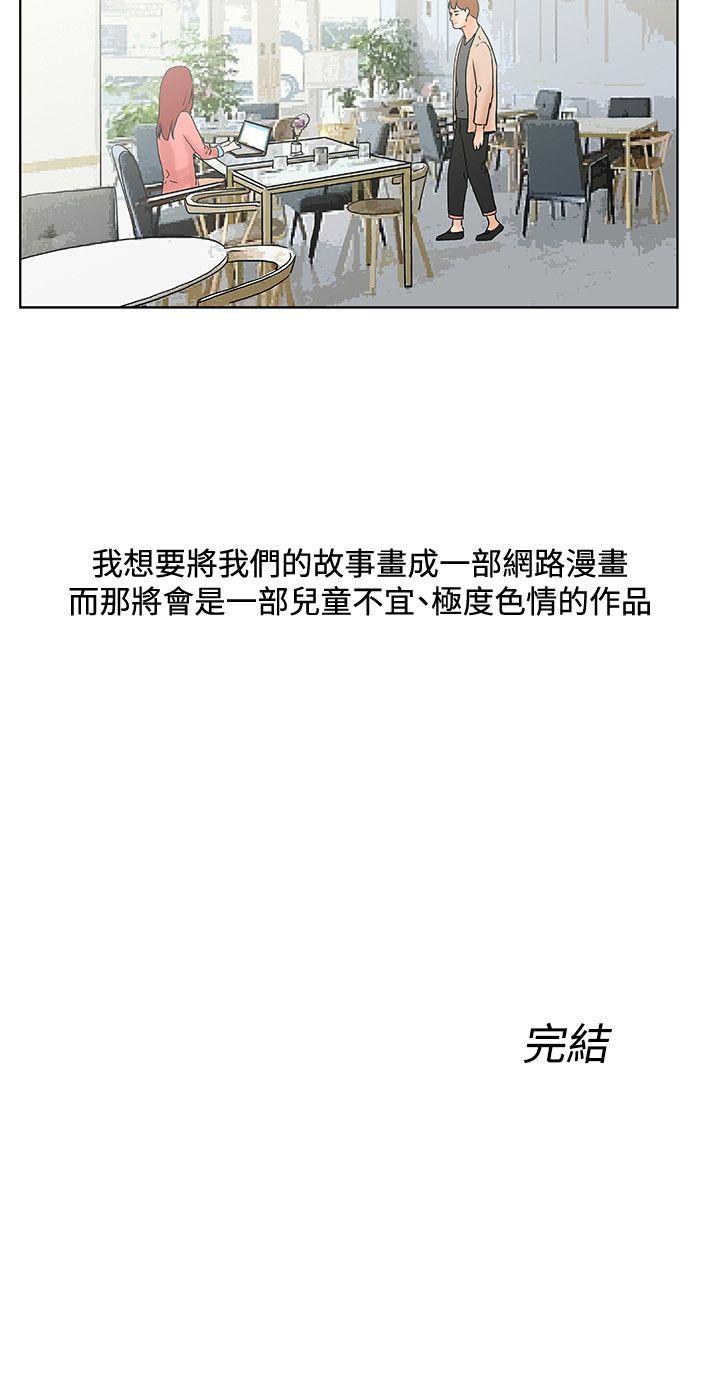 我想要將我們的故事畫成一部網路漫畫
而那將會是一部兒童不宜、極度色情的作品
完結